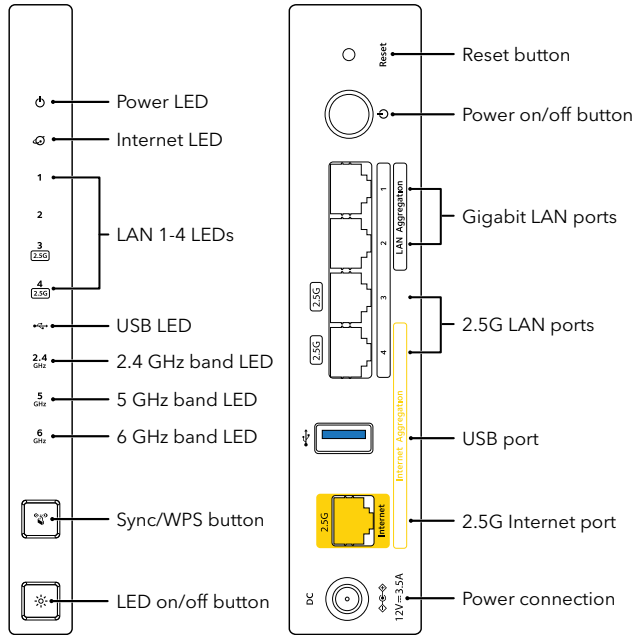 Power LED
Internet LED
1
2
3
2.5G
4
2.5G
LAN 1-4 LEDs
USB LED
2.4
GHz
2.4 GHz band LED
5
GHz
5 GHz band LED
6
GHz
6 GHz band LED
Sync/WPS button
LED on/off button
Reset
Reset button
Power on/off button
1
2
LAN Aggregation
Gigabit LAN ports
2.5G
3
2.5G
4
2.5G LAN ports
Internet Aggregation
USB port
2.5G
Internet
2.5G Internet port
DC
12V⎓3.5A
Power connection